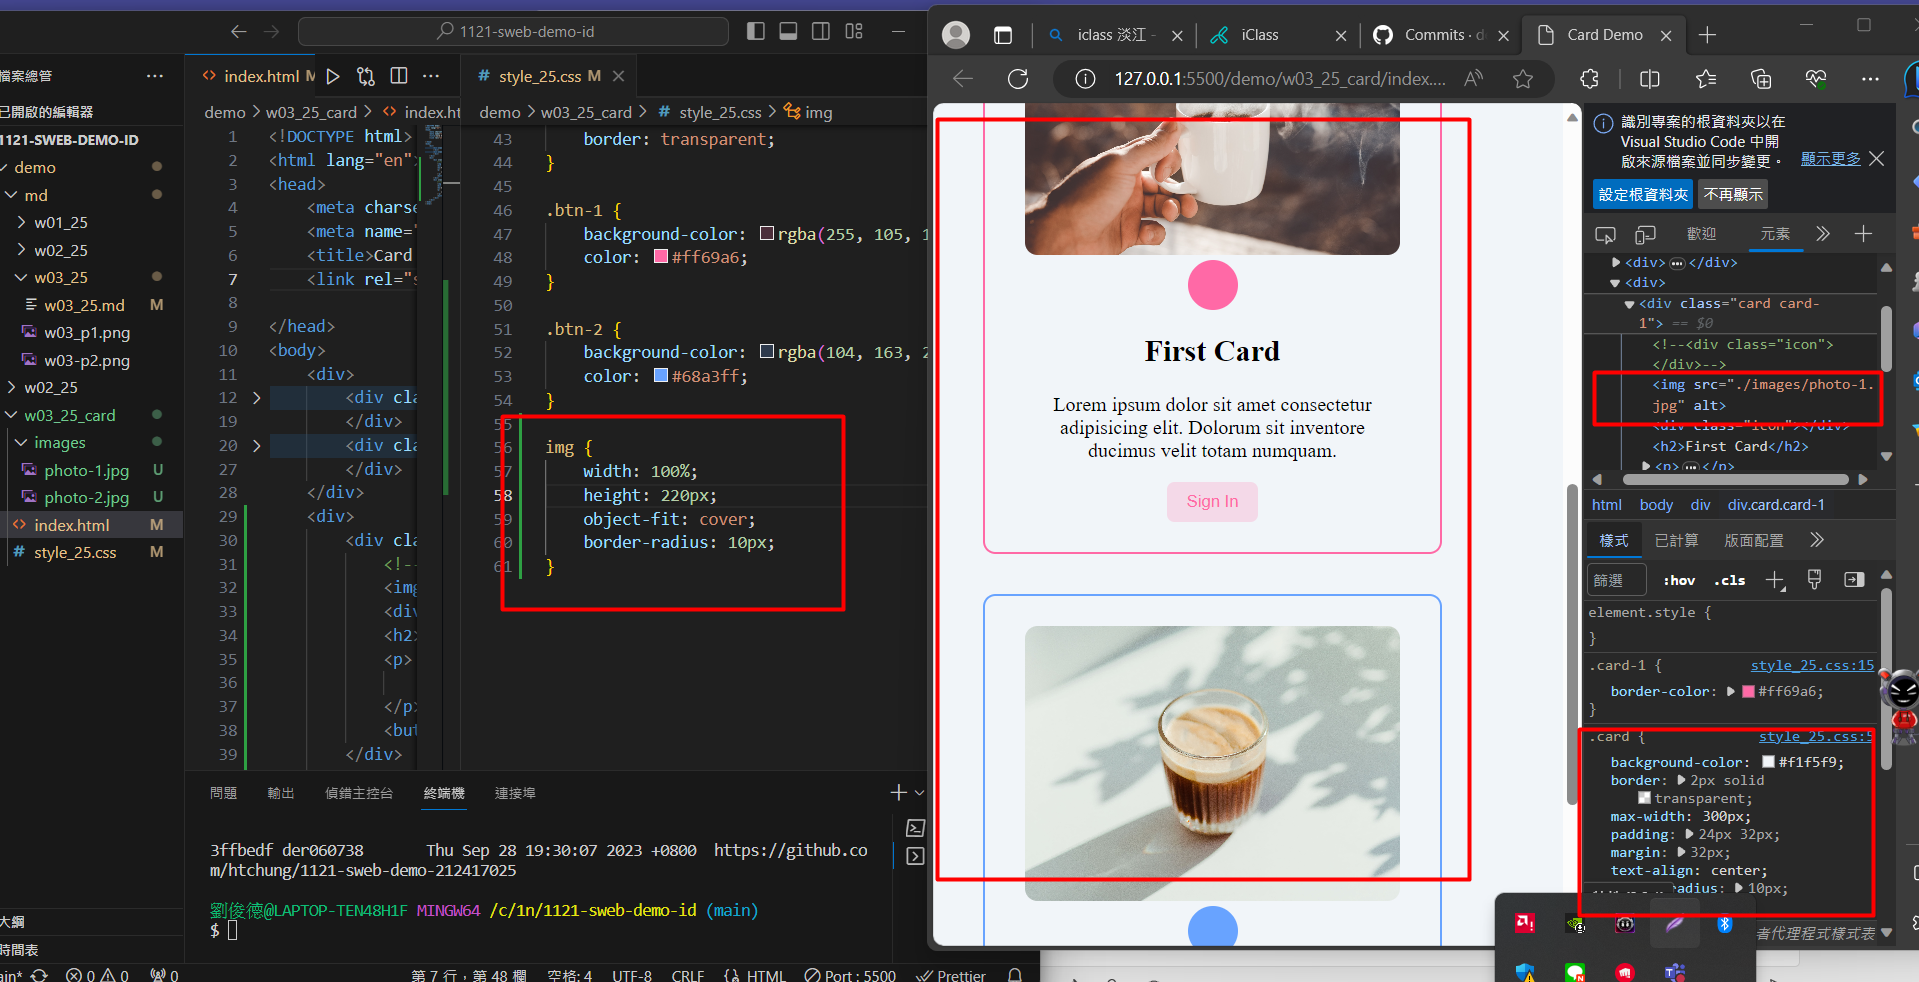 1121-sweb-demo-id
檔案總管
已開啟的編輯器
1121-SWEB-DEMO-ID
demo
md
w01_25
w02_25
w03_25
w03_25.md M
w03_p1.png
w03-p2.png
w02_25
w03_25_card
images
photo-1.jpg U
photo-2.jpg U
index.html M
style_25.css M
大綱
時間表
index.html M
demo > w03_25_card > index.ht
1 <!DOCTYPE html>
2 <html lang="en"
3 <head>
4 <meta charse
5 <meta name="
6 <title>Card
7 <link rel="s
8
9 </head>
10 <body>
11 <div>
12 <div cla
19 </div>
20 <div cla
27 </div>
28 </div>
29 <div>
30 <div cla
31 <!--
32 <img
33 <div
34 <h2>
35 <p>
36
37 </p>
38 <but
39 </div>
# style_25.css M
demo > w03_25_card > # style_25.css > img
43 border: transparent;
44 }
45
46 .btn-1 {
47 background-color: rgba(255, 105, 1
48 color: #ff69a6;
49 }
50
51 .btn-2 {
52 background-color: rgba(104, 163, 2
53 color: #68a3ff;
54 }
55
56 img {
57 width: 100%;
58 height: 220px;
59 object-fit: cover;
60 border-radius: 10px;
61 }
問題 輸出 偵錯主控台 終端機 連接埠
3ffbedf der060738 Thu Sep 28 19:30:07 2023 +0800 https://github.co
m/htchung/1121-sweb-demo-212417025
劉俊德@LAPTOP-TEN48H1F MINGW64 /c/1n/1121-sweb-demo-id (main)
$
ain* 0 0 0 第 7 行，第 48 欄 空格: 4 UTF-8 CRLF HTML Port : 5500 Prettier
iclass 淡江 -
iClass
Commits · d
Card Demo
127.0.0.1:5500/demo/w03_25_card/index....
First Card
Lorem ipsum dolor sit amet consectetur
adipisicing elit. Dolorum sit inventore
ducimus velit totam numquam.
Sign In
識別專案的根資料夾以在
Visual Studio Code 中開
啟來源檔案並同步變更。 顯示更多
設定根資料夾 不再顯示
歡迎 元素
<div> ⋯ </div>
<div>
<div class="card card-
1"> == $0
<!--<div class="icon">
</div>-->
<img src="./images/photo-1.
jpg" alt>
<div class="icon"></div>
<h2>First Card</h2>
<p> ⋯ </p>
html body div div.card.card-1
樣式 已計算 版面配置
篩選 :hov .cls
element.style {
}
.card-1 { style_25.css:15
border-color: #ff69a6;
}
.card { style_25.css:5
background-color: #f1f5f9;
border: 2px solid
transparent;
max-width: 300px;
padding: 24px 32px;
margin: 32px;
text-align: center;
adius: 10px;
者代理程式樣式表